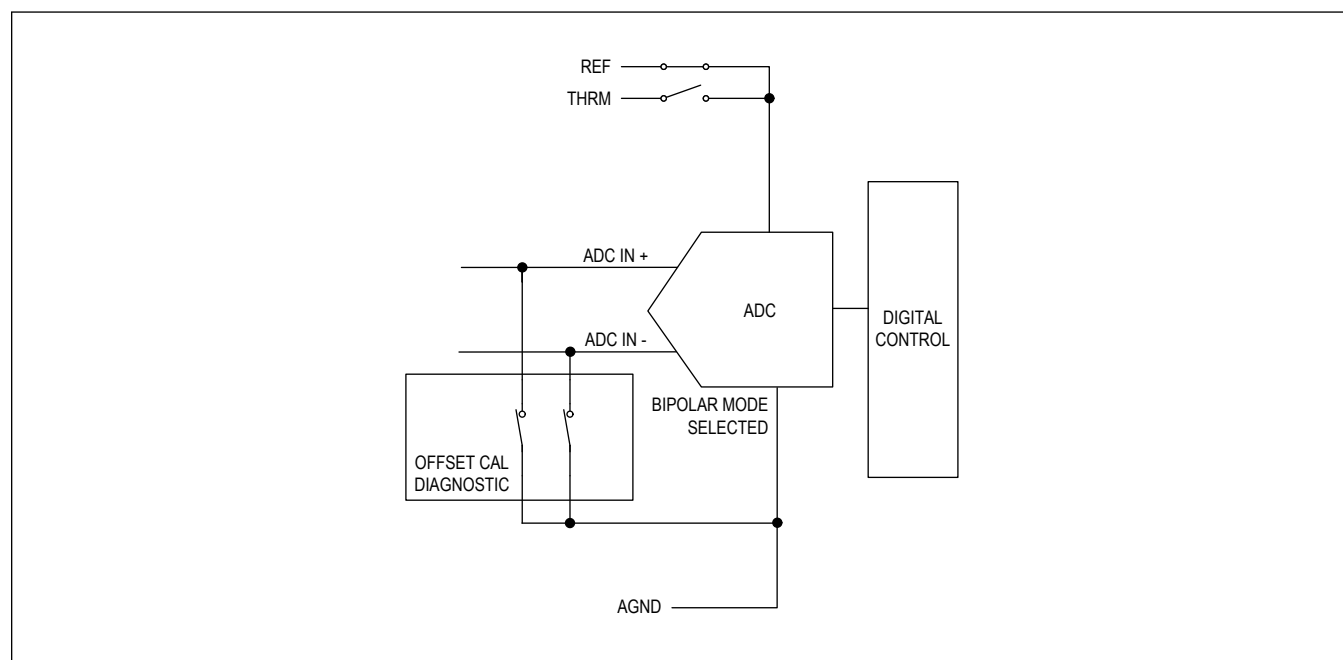 REF
THRM
ADC IN +
ADC
DIGITAL
CONTROL
ADC IN -
BIPOLAR MODE
SELECTED
OFFSET CAL
DIAGNOSTIC
AGND